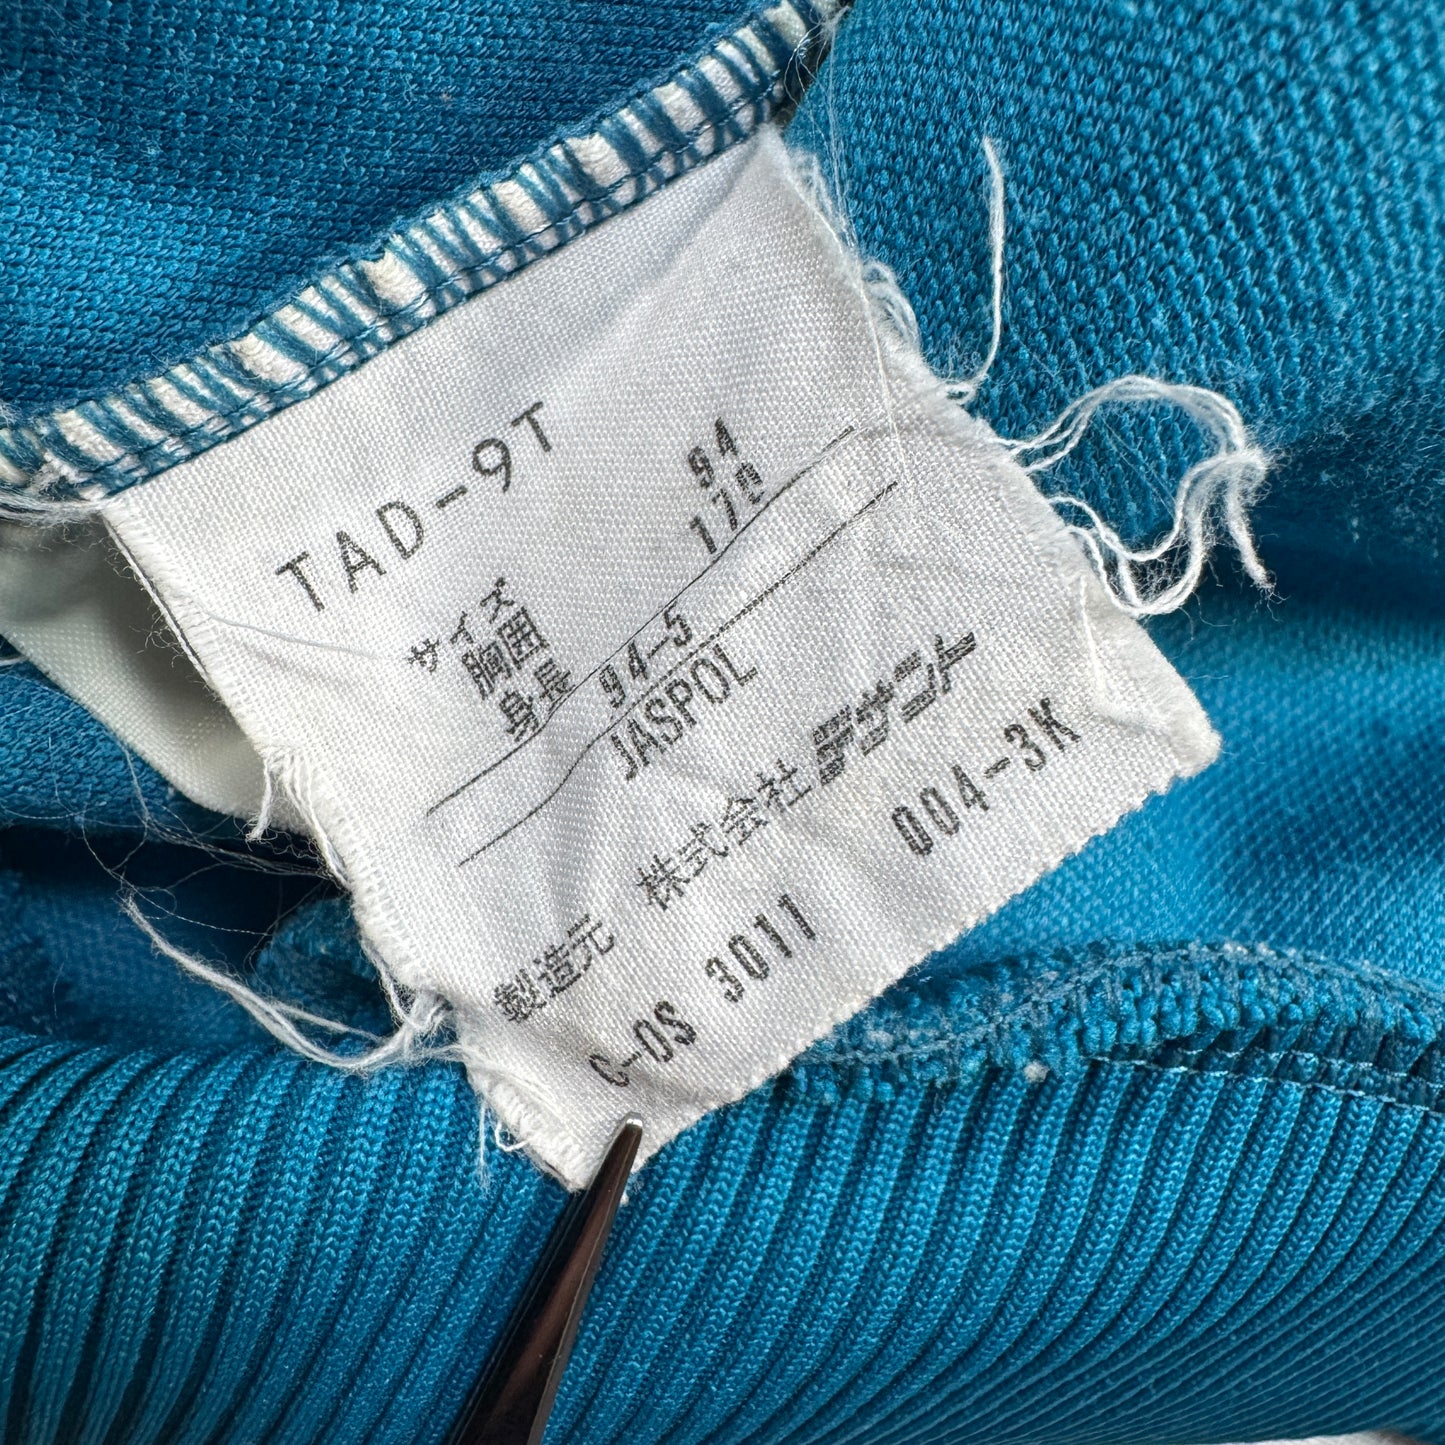 TAD-9T
サイズ
胸囲 94
身長 170
94-5
JASPOL
製造元 株式会社デサント
C-OS 3011 004-3K